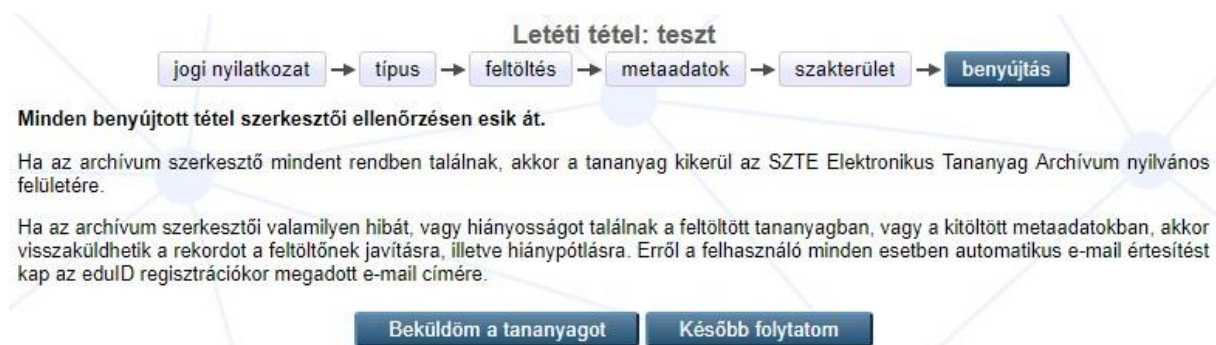 Letéti tétel: teszt
jogi nyilatkozat → típus → feltöltés → metaadatok → szakterület → benyújtás
Minden benyújtott tétel szerkesztői ellenőrzésen esik át.
Ha az archívum szerkesztő mindent rendben találnak, akkor a tananyag kikerül az SZTE Elektronikus Tananyag Archívum nyilvános
felületére.
Ha az archívum szerkesztői valamilyen hibát, vagy hiányosságot találnak a feltöltött tananyagban, vagy a kitöltött metaadatokban, akkor
visszaküldhetik a rekordot a feltöltőnek javításra, illetve hiánypótlásra. Erről a felhasználó minden esetben automatikus e-mail értesítést
kap az eduID regisztrációkor megadott e-mail címére.
Beküldöm a tananyagot Később folytatom